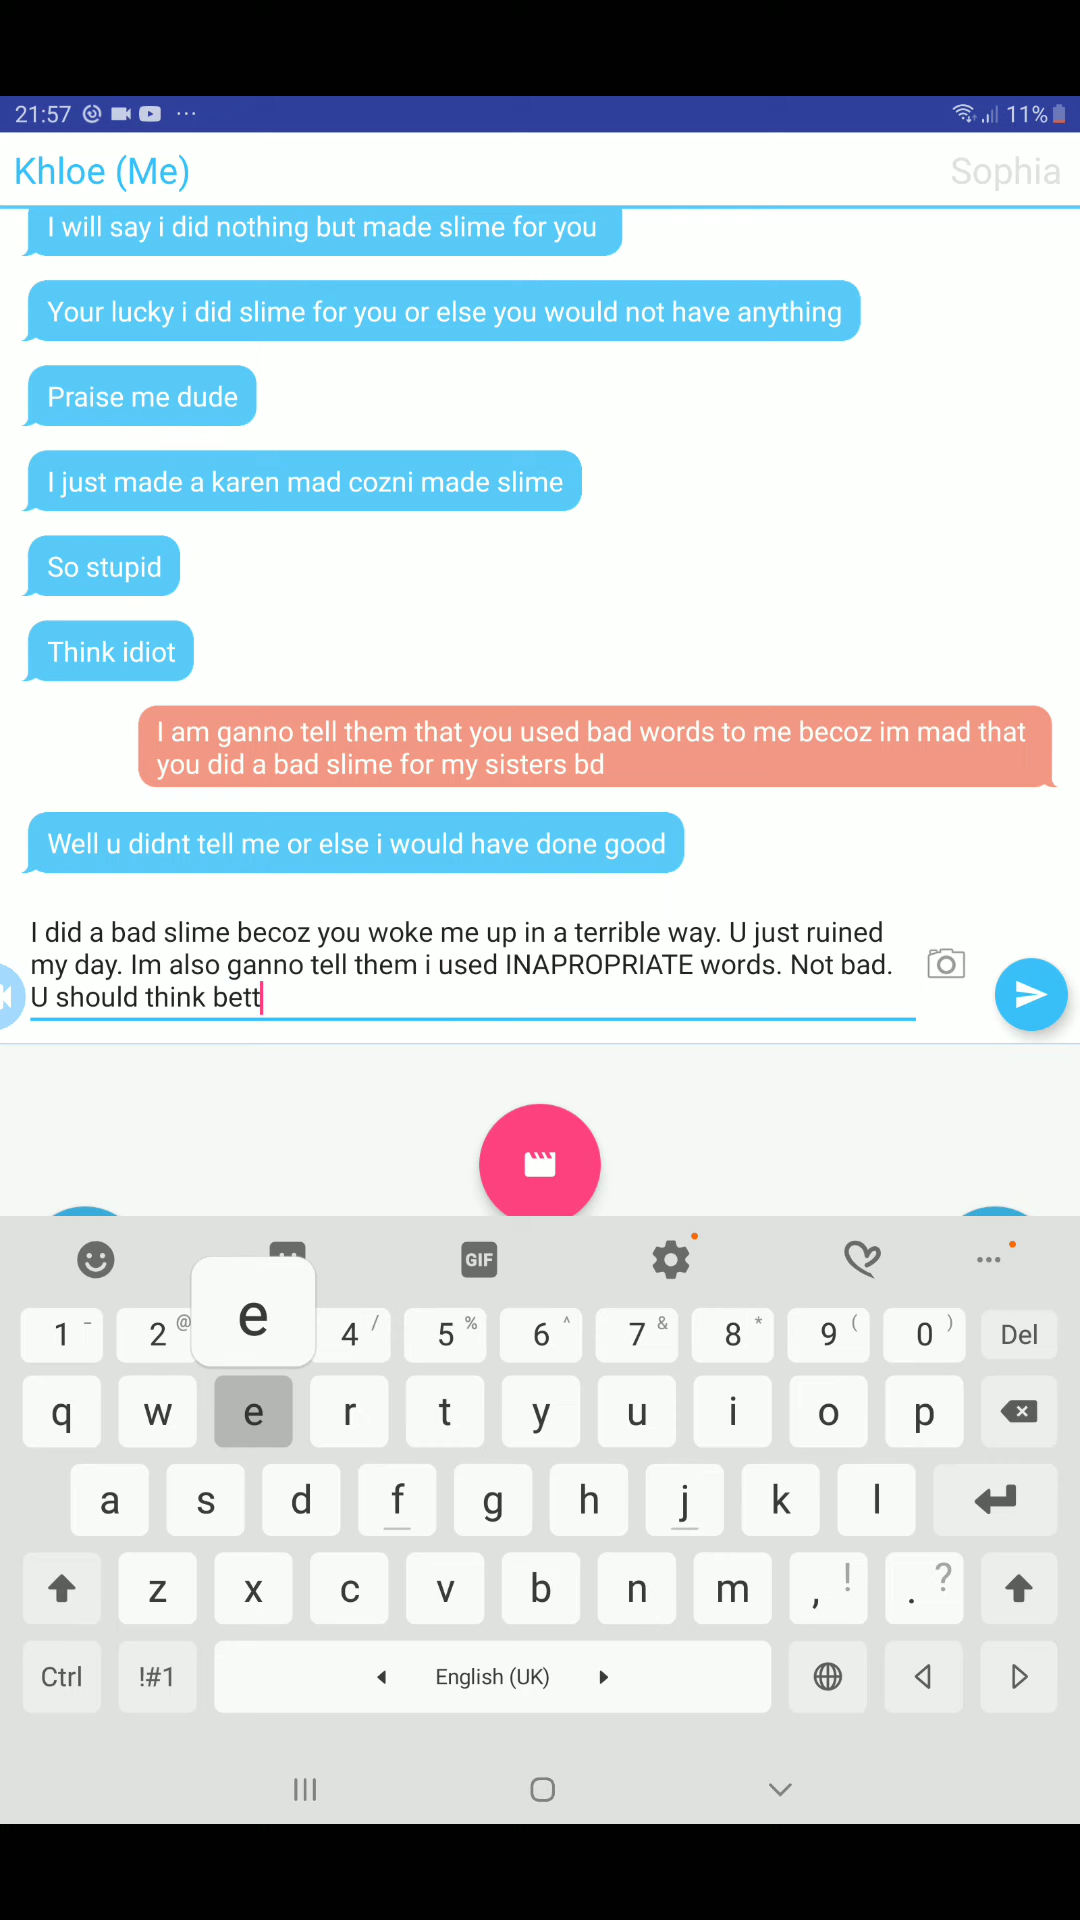 21:57
11%
Khloe (Me)
Sophia
I will say i did nothing but made slime for you
Your lucky i did slime for you or else you would not have anything
Praise me dude
I just made a karen mad cozni made slime
So stupid
Think idiot
I am ganno tell them that you used bad words to me becoz im mad that
you did a bad slime for my sisters bd
Well u didnt tell me or else i would have done good
I did a bad slime becoz you woke me up in a terrible way. U just ruined
my day. Im also ganno tell them i used INAPROPRIATE words. Not bad.
U should think bett
GIF
e
1 - 2 @ 4 / 5 % 6 ^ 7 & 8 * 9 ( 0 ) Del
q w e r t y u i o p
a s d f g h j k l
z x c v b n m , ! . ?
Ctrl !#1 English (UK)